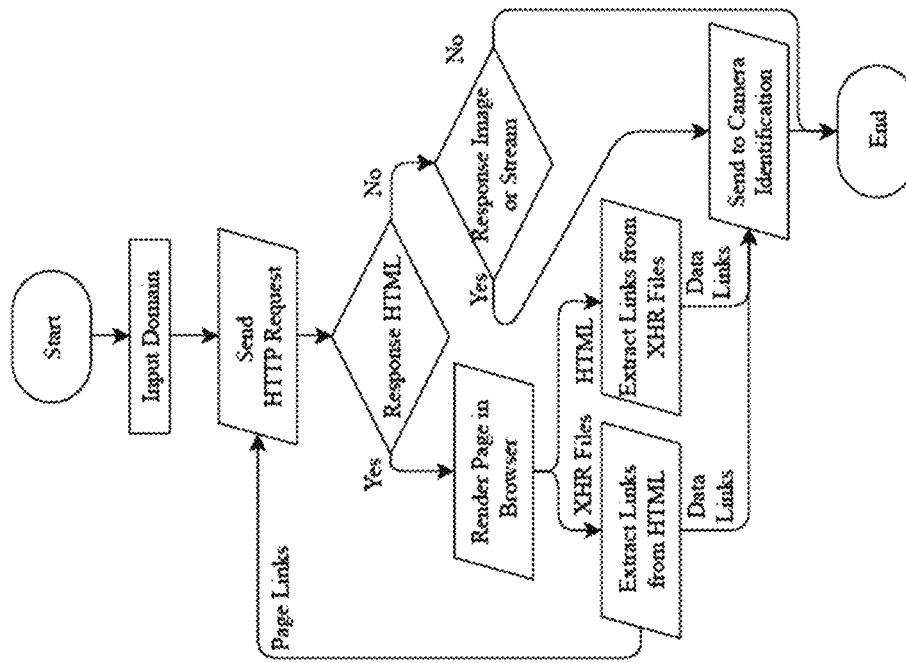 Start
Input Domain
Send
HTTP Request
Page Links
Response HTML
Yes
No
Render Page in
Browser
Response Image
or Stream
Yes
No
XHR Files
HTML
Extract Links
from HTML
Extract Links from
XHR Files
Data
Links
Data
Links
Send to Camera
Identification
End